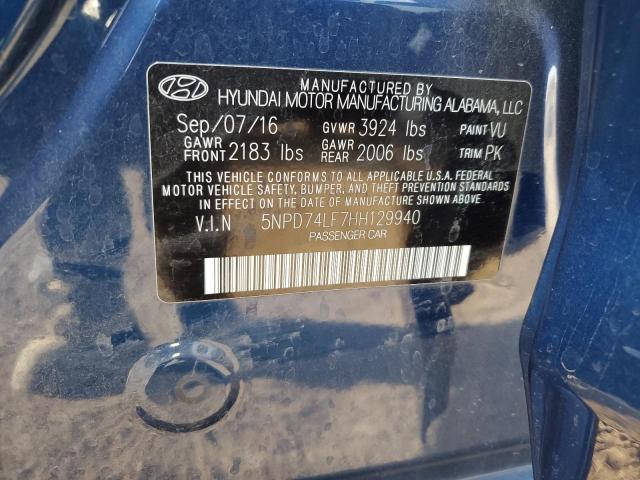 MANUFACTURED BY
HYUNDAI MOTOR MANUFACTURING ALABAMA, LLC
Sep/07/16 GVWR 3924 lbs PAINT VU
GAWR FRONT 2183 lbs GAWR REAR 2006 lbs TRIM PK
THIS VEHICLE CONFORMS TO ALL APPLICABLE U.S.A. FEDERAL
MOTOR VEHICLE SAFETY, BUMPER, AND THEFT PREVENTION STANDARDS
IN EFFECT ON THE DATE OF MANUFACTURE SHOWN ABOVE.
V.I.N 5NPD74LF7HH129940
PASSENGER CAR